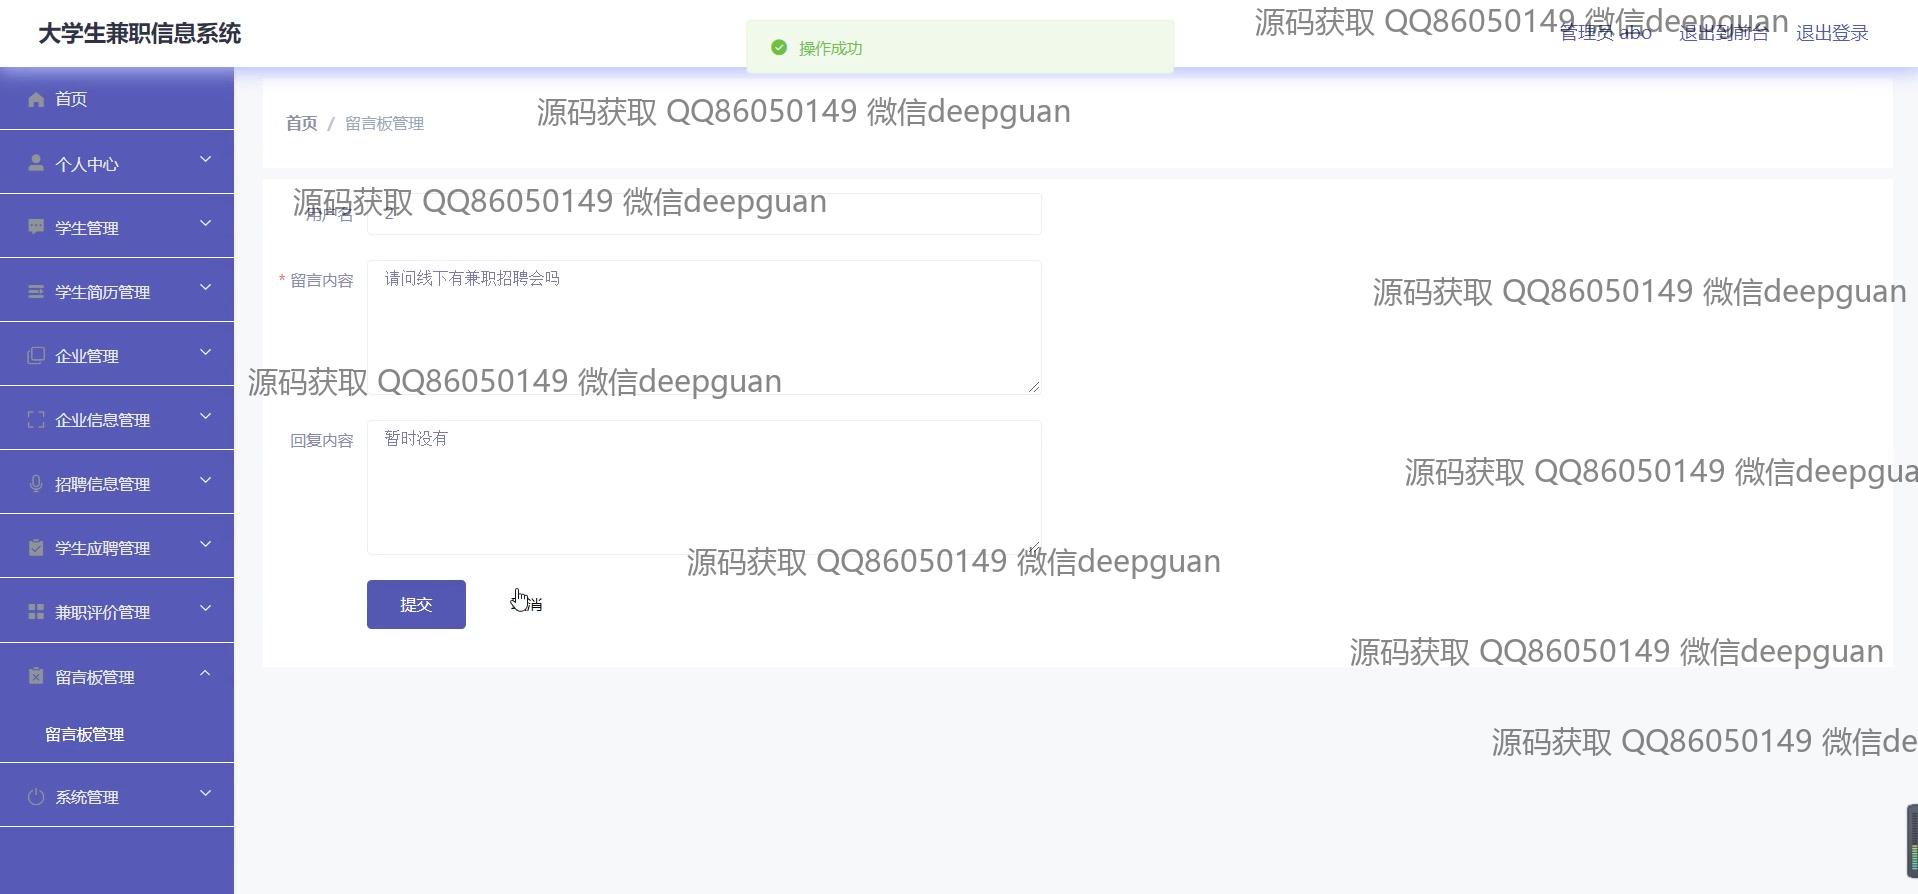 大学生兼职信息系统
操作成功
源码获取 QQ86050149 微信deepguan
管理员 abo
退出到前台
退出登录
首页
个人中心
学生管理
学生简历管理
企业管理
企业信息管理
招聘信息管理
学生应聘管理
兼职评价管理
留言板管理
留言板管理
系统管理
首页 / 留言板管理
源码获取 QQ86050149 微信deepguan
源码获取 QQ86050149 微信deepguan
用户名
2
* 留言内容
请问线下有兼职招聘会吗
源码获取 QQ86050149 微信deepguan
源码获取 QQ86050149 微信deepguan
回复内容
暂时没有
源码获取 QQ86050149 微信deepgua
源码获取 QQ86050149 微信deepguan
提交
消
源码获取 QQ86050149 微信deepguan
源码获取 QQ86050149 微信de